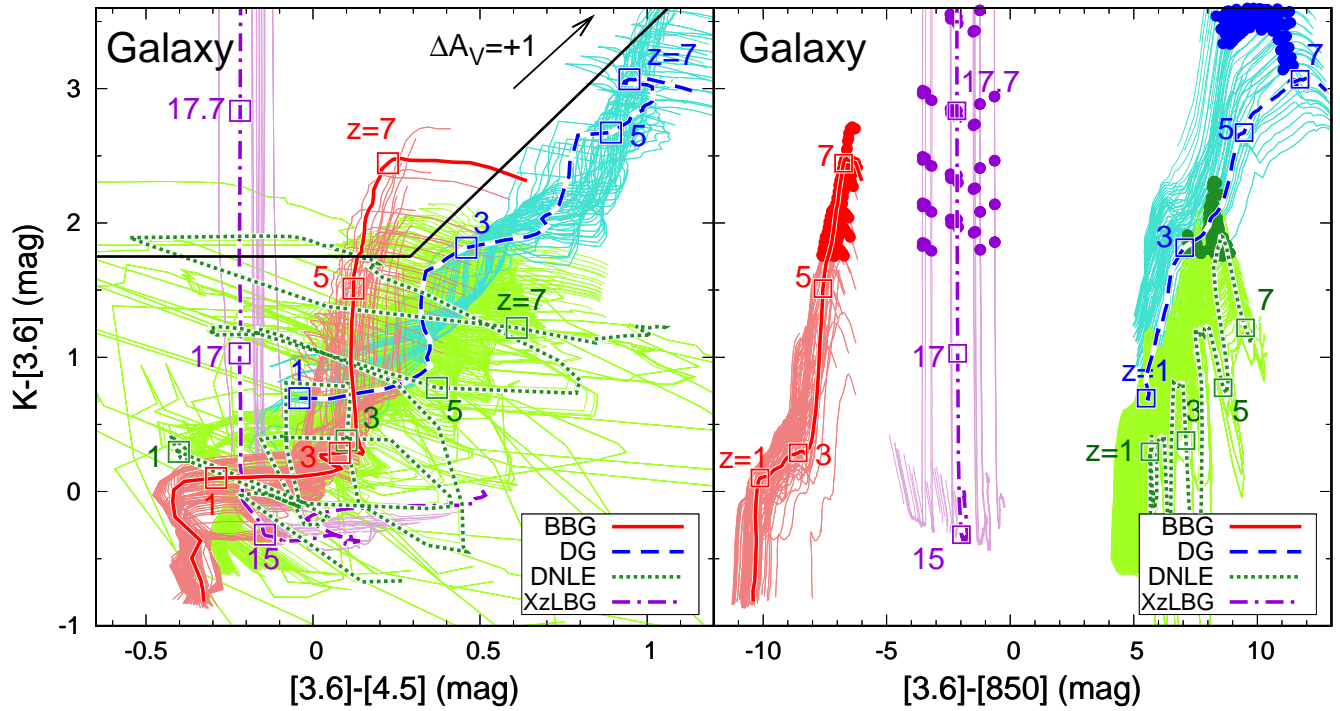 Galaxy
ΔA_V=+1
z=7
17.7
z=7
5
3
5
17
z=7
1
5
3
3
1
1
15
BBG
DG
DNLE
XzLBG
3
2
1
0
-1
K-[3.6] (mag)
-0.5
0
0.5
1
[3.6]-[4.5] (mag)
Galaxy
17.7
7
5
7
3
5
7
17
z=1
3
5
z=1
z=1
3
15
BBG
DG
DNLE
XzLBG
-10
-5
0
5
10
[3.6]-[850] (mag)